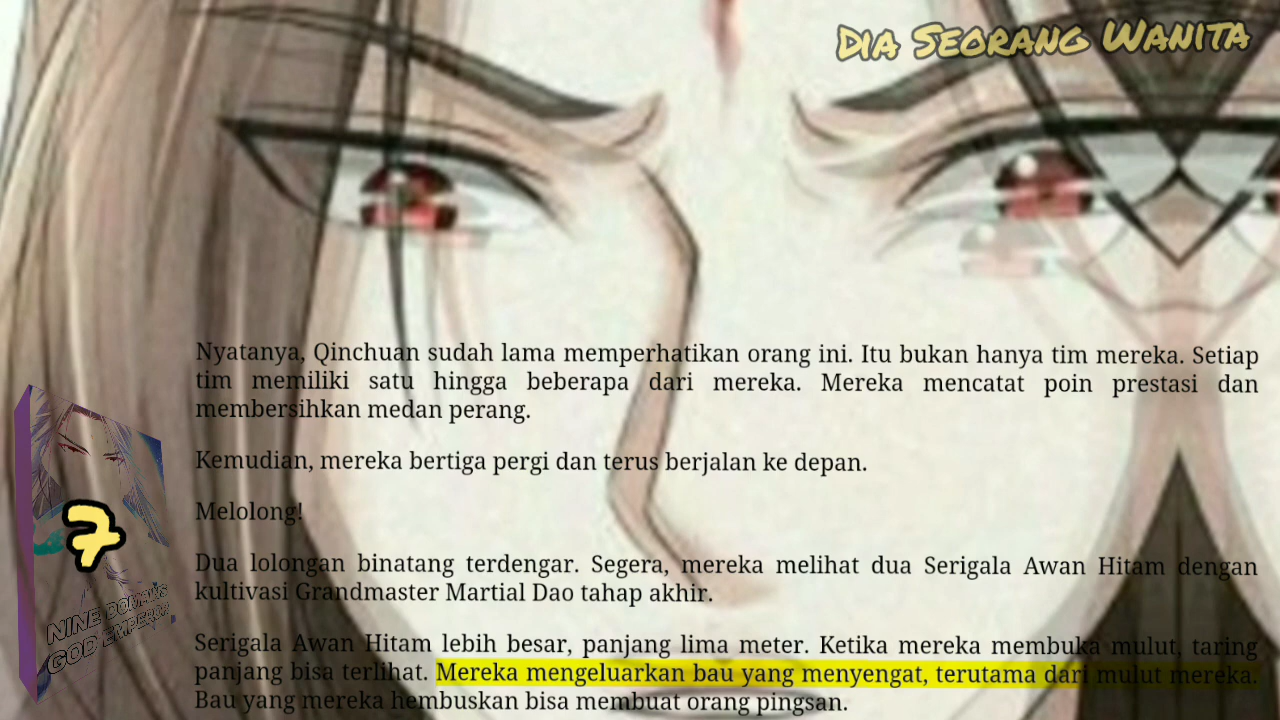 Dia Seorang Wanita
Nyatanya, Qinchuan sudah lama memperhatikan orang ini. Itu bukan hanya tim mereka. Setiap
tim memiliki satu hingga beberapa dari mereka. Mereka mencatat poin prestasi dan
membersihkan medan perang.
Kemudian, mereka bertiga pergi dan terus berjalan ke depan.
Melolong!
Dua lolongan binatang terdengar. Segera, mereka melihat dua Serigala Awan Hitam dengan
kultivasi Grandmaster Martial Dao tahap akhir.
Serigala Awan Hitam lebih besar, panjang lima meter. Ketika mereka membuka mulut, taring
panjang bisa terlihat. Mereka mengeluarkan bau yang menyengat, terutama dari mulut mereka.
Bau yang mereka hembuskan bisa membuat orang pingsan.
7
NINE DOMAINS
GOD EMPEROR